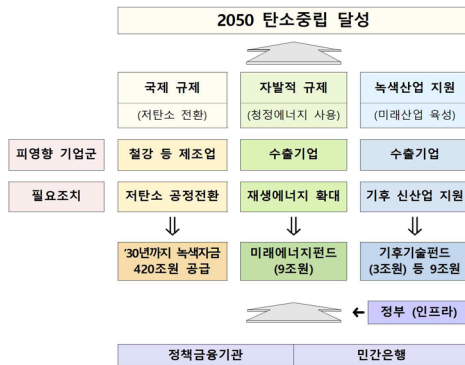 2050 탄소중립 달성
국제 규제
(저탄소 전환)
자발적 규제
(청정에너지 사용)
녹색산업 지원
(미래산업 육성)
피영향 기업군
철강 등 제조업
수출기업
수출기업
필요조치
저탄소 공정전환
재생에너지 확대
기후 신산업 지원
'30년까지 녹색자금
420조원 공급
미래에너지펀드
(9조원)
기후기술펀드
(3조원) 등 9조원
정부 (인프라)
정책금융기관
민간은행